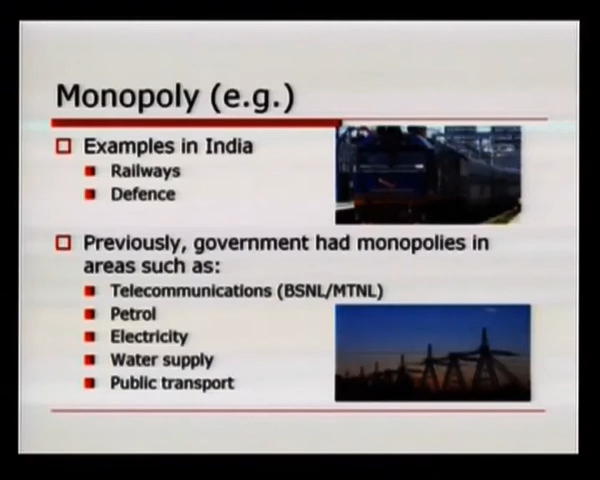 Monopoly (e.g.)
Examples in India
Railways
Defence
Previously, government had monopolies in
areas such as:
Telecommunications (BSNL/MTNL)
Petrol
Electricity
Water supply
Public transport